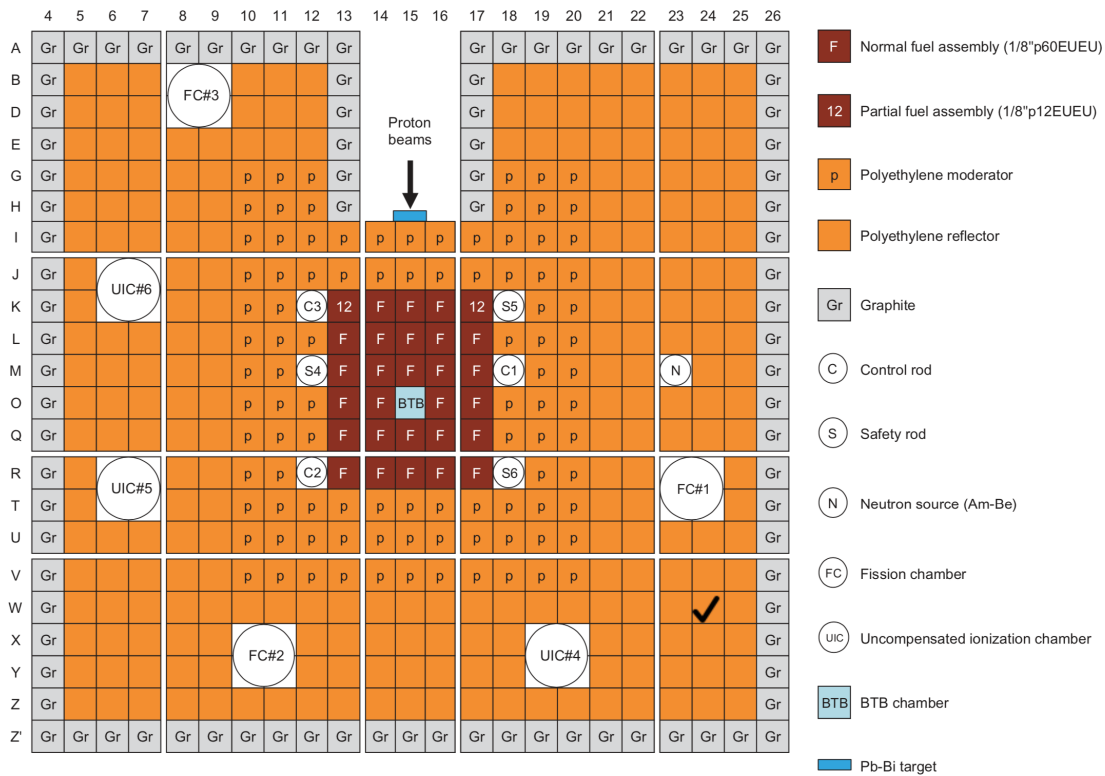 4 5 6 7 8 9 10 11 12 13 14 15 16 17 18 19 20 21 22 23 24 25 26
A Gr Gr Gr Gr Gr Gr Gr Gr Gr Gr Gr Gr Gr Gr Gr Gr Gr Gr Gr Gr
B Gr Gr Gr Gr
FC#3
D Gr Gr Gr Gr
E Gr Gr Gr Gr
Proton
beams
G Gr p p p Gr Gr p p p Gr
H Gr p p p Gr Gr p p p Gr
I Gr p p p p p p p p p p p Gr
J Gr p p p p p p p p p p p Gr
UIC#6
K Gr p p C3 12 F F F 12 S5 p p Gr
L Gr p p p F F F F F p p p Gr
M Gr p p S4 F F F F F C1 p p N Gr
O Gr p p p F F BTB F F p p p Gr
Q Gr p p p F F F F F p p p Gr
R Gr p p C2 F F F F F S6 p p Gr
UIC#5 FC#1
T Gr p p p p p p p p p p p Gr
U Gr p p p p p p p p p p p Gr
V Gr p p p p p p p p p p p Gr
W Gr Gr
X Gr Gr
FC#2 UIC#4
Y Gr Gr
Z Gr Gr
Z' Gr Gr Gr Gr Gr Gr Gr Gr Gr Gr Gr Gr Gr Gr Gr Gr Gr Gr Gr Gr Gr Gr Gr
F Normal fuel assembly (1/8"p60EUEU)
12 Partial fuel assembly (1/8"p12EUEU)
p Polyethylene moderator
Polyethylene reflector
Gr Graphite
C Control rod
S Safety rod
N Neutron source (Am-Be)
FC Fission chamber
UIC Uncompensated ionization chamber
BTB BTB chamber
Pb-Bi target